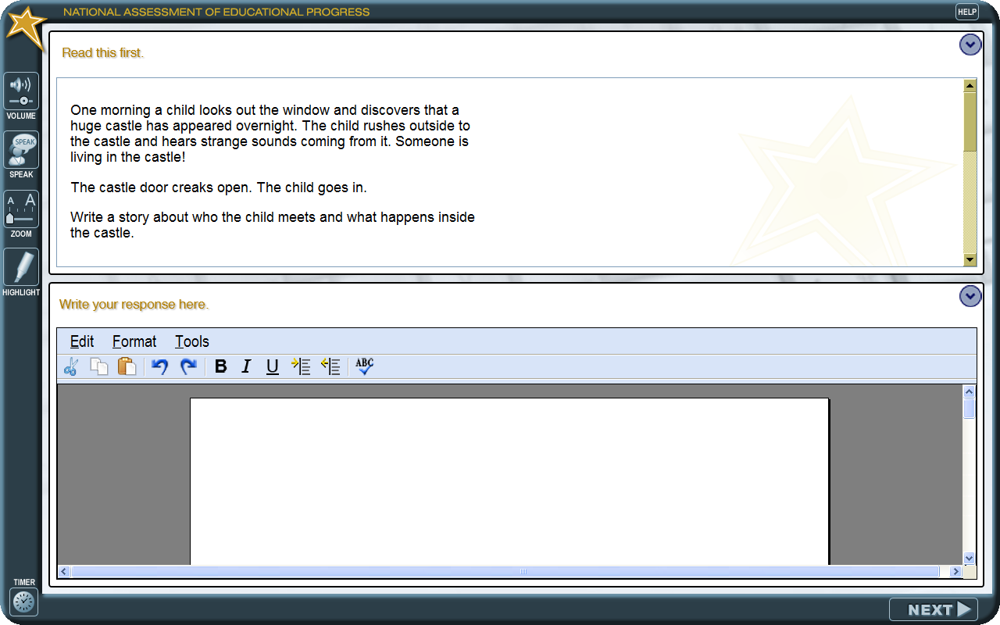 NATIONAL ASSESSMENT OF EDUCATIONAL PROGRESS
HELP
Read this first.
VOLUME
SPEAK
SPEAK
A A
ZOOM
HIGHLIGHT
One morning a child looks out the window and discovers that a
huge castle has appeared overnight. The child rushes outside to
the castle and hears strange sounds coming from it. Someone is
living in the castle!
The castle door creaks open. The child goes in.
Write a story about who the child meets and what happens inside
the castle.
Write your response here.
Edit Format Tools
B I U ABC
TIMER
NEXT